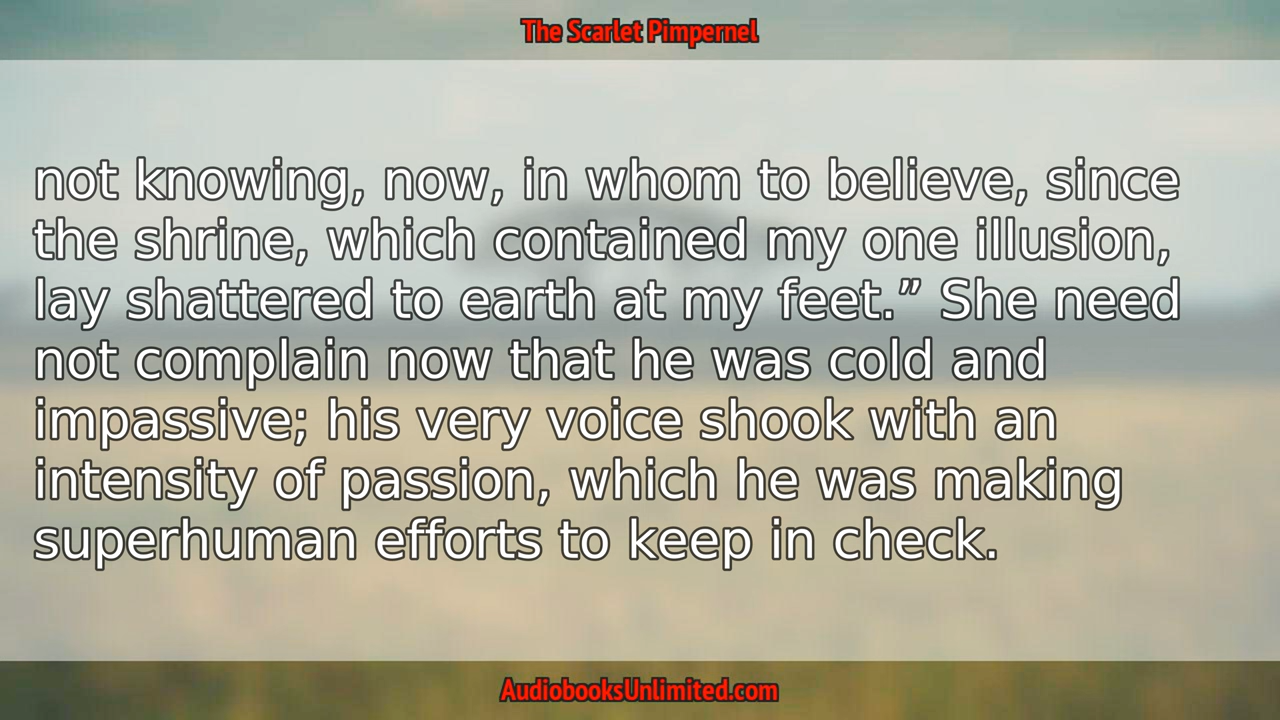 The Scarlet Pimpernel
not knowing, now, in whom to believe, since
the shrine, which contained my one illusion,
lay shattered to earth at my feet.” She need
not complain now that he was cold and
impassive; his very voice shook with an
intensity of passion, which he was making
superhuman efforts to keep in check.
AudiobooksUnlimited.com